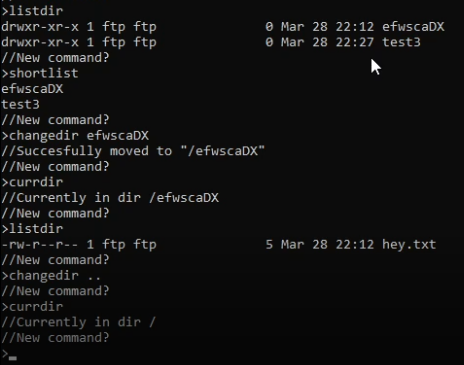 >listdir
drwxr-xr-x 1 ftp ftp 0 Mar 28 22:12 efwscaDX
drwxr-xr-x 1 ftp ftp 0 Mar 28 22:27 test3
//New command?
>shortlist
efwscaDX
test3
//New command?
>changedir efwscaDX
//Succesfully moved to "/efwscaDX"
//New command?
>currdir
//Currently in dir /efwscaDX
//New command?
>listdir
-rw-r--r-- 1 ftp ftp 5 Mar 28 22:12 hey.txt
//New command?
>changedir ..
//New command?
>currdir
//Currently in dir /
//New command?
>_